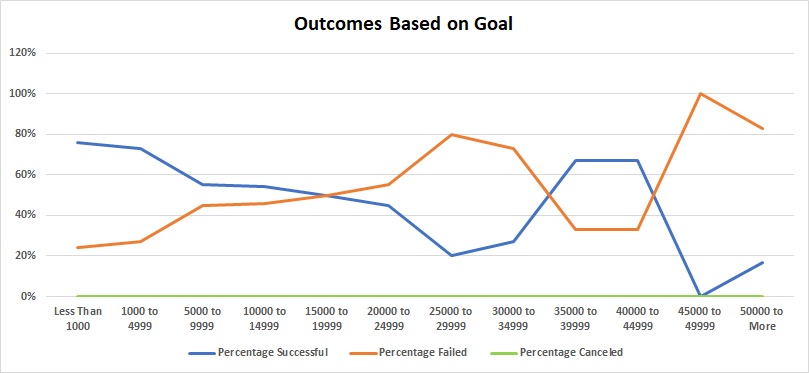 Outcomes Based on Goal
120%
100%
80%
60%
40%
20%
0%
Less Than 1000 to 5000 to 10000 to 15000 to 20000 to 25000 to 30000 to 35000 to 40000 to 45000 to 50000 to
1000 4999 9999 14999 19999 24999 29999 34999 39999 44999 49999 More
Percentage Successful Percentage Failed Percentage Canceled